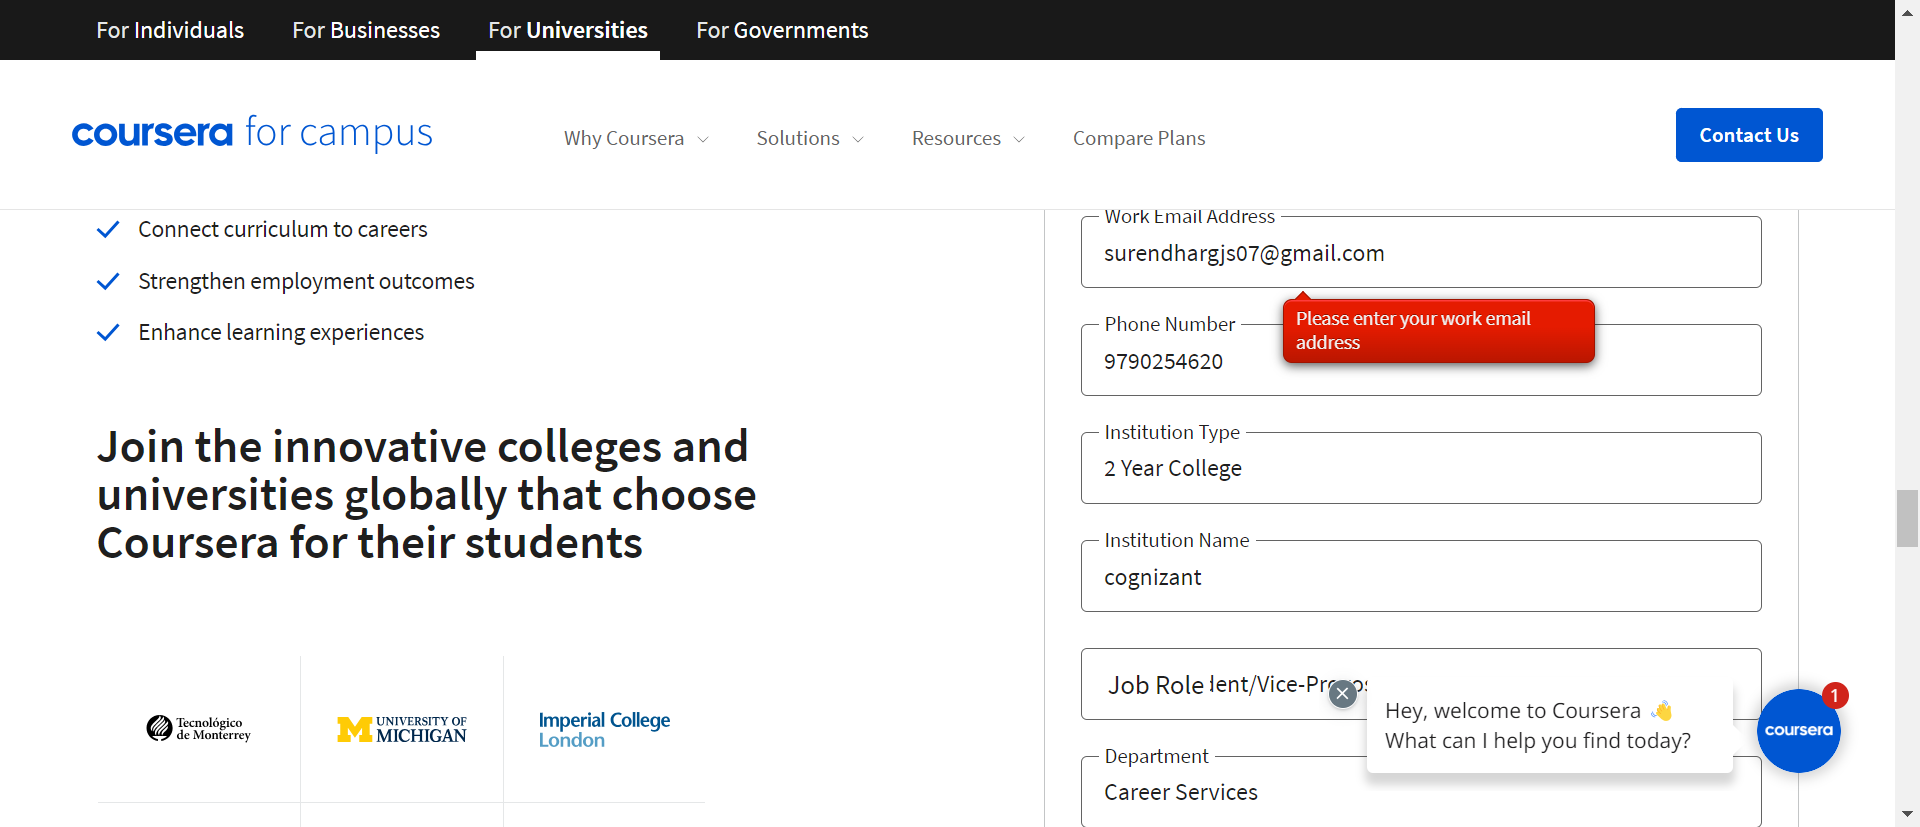 For Individuals
For Businesses
For Universities
For Governments
coursera for campus
Why Coursera
Solutions
Resources
Compare Plans
Contact Us
Connect curriculum to careers
Strengthen employment outcomes
Enhance learning experiences
Join the innovative colleges and
universities globally that choose
Coursera for their students
Tecnológico
de Monterrey
M UNIVERSITY OF
MICHIGAN
Imperial College
London
Work Email Address
surendhargjs07@gmail.com
Please enter your work email
address
Phone Number
9790254620
Institution Type
2 Year College
Institution Name
cognizant
Job Role
Department
Career Services
Hey, welcome to Coursera 👋
What can I help you find today?
coursera
1